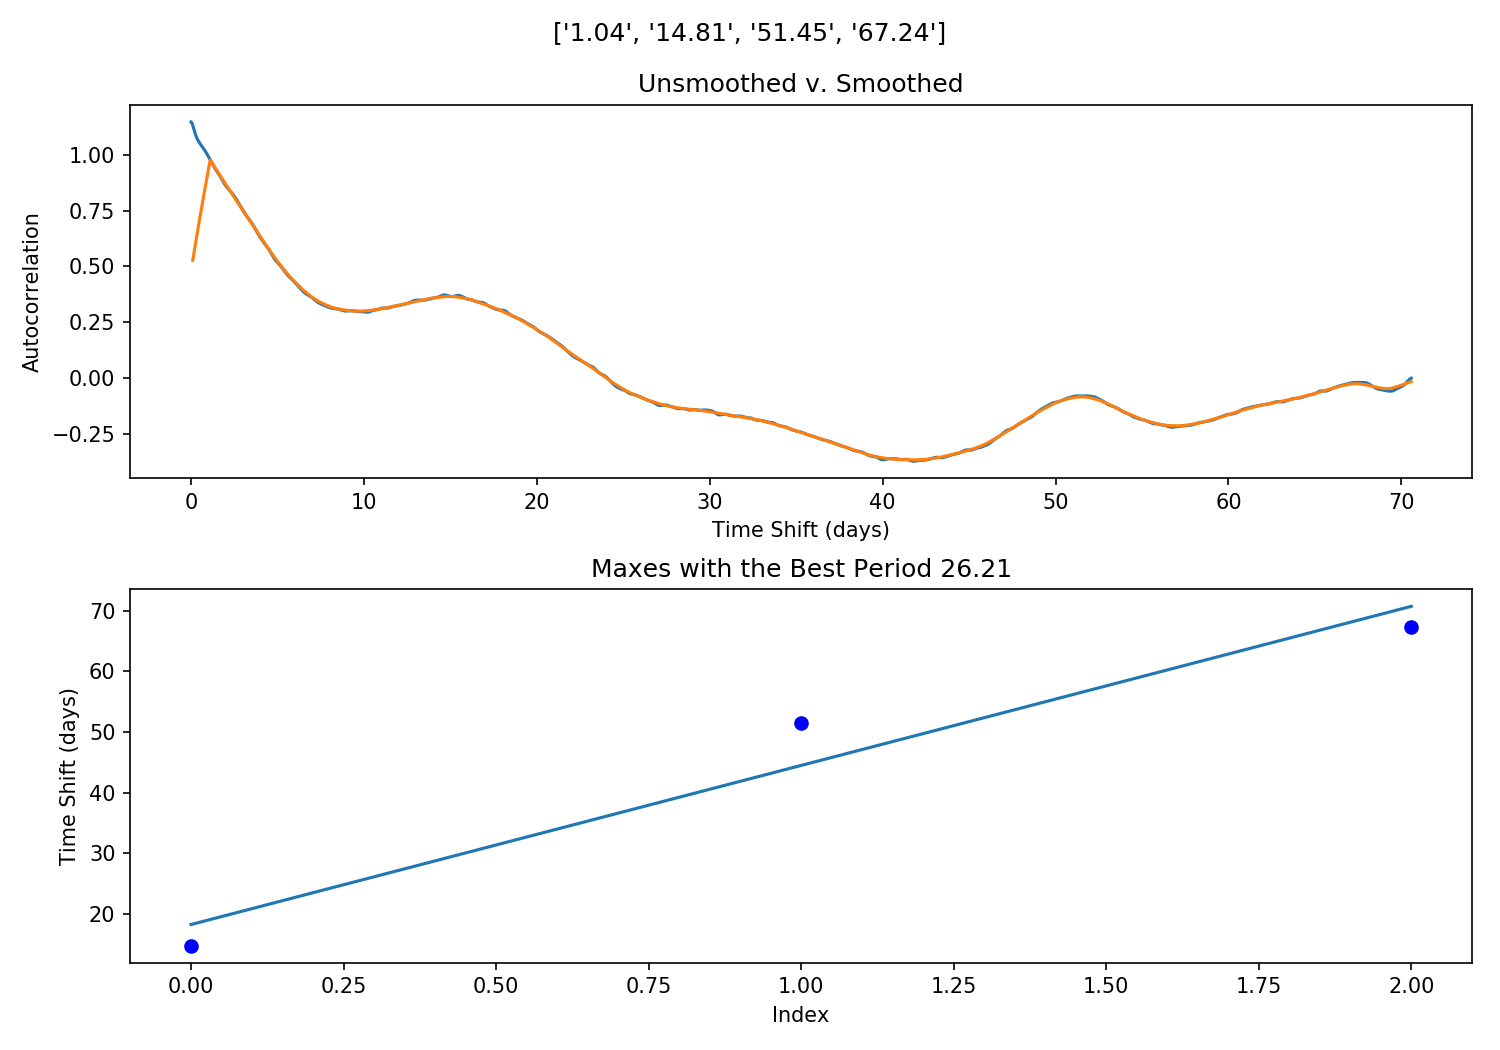 ['1.04', '14.81', '51.45', '67.24']
Unsmoothed v. Smoothed
Autocorrelation
1.00
0.75
0.50
0.25
0.00
−0.25
0 10 20 30 40 50 60 70
Time Shift (days)
Maxes with the Best Period 26.21
Time Shift (days)
70
60
50
40
30
20
0.00 0.25 0.50 0.75 1.00 1.25 1.50 1.75 2.00
Index